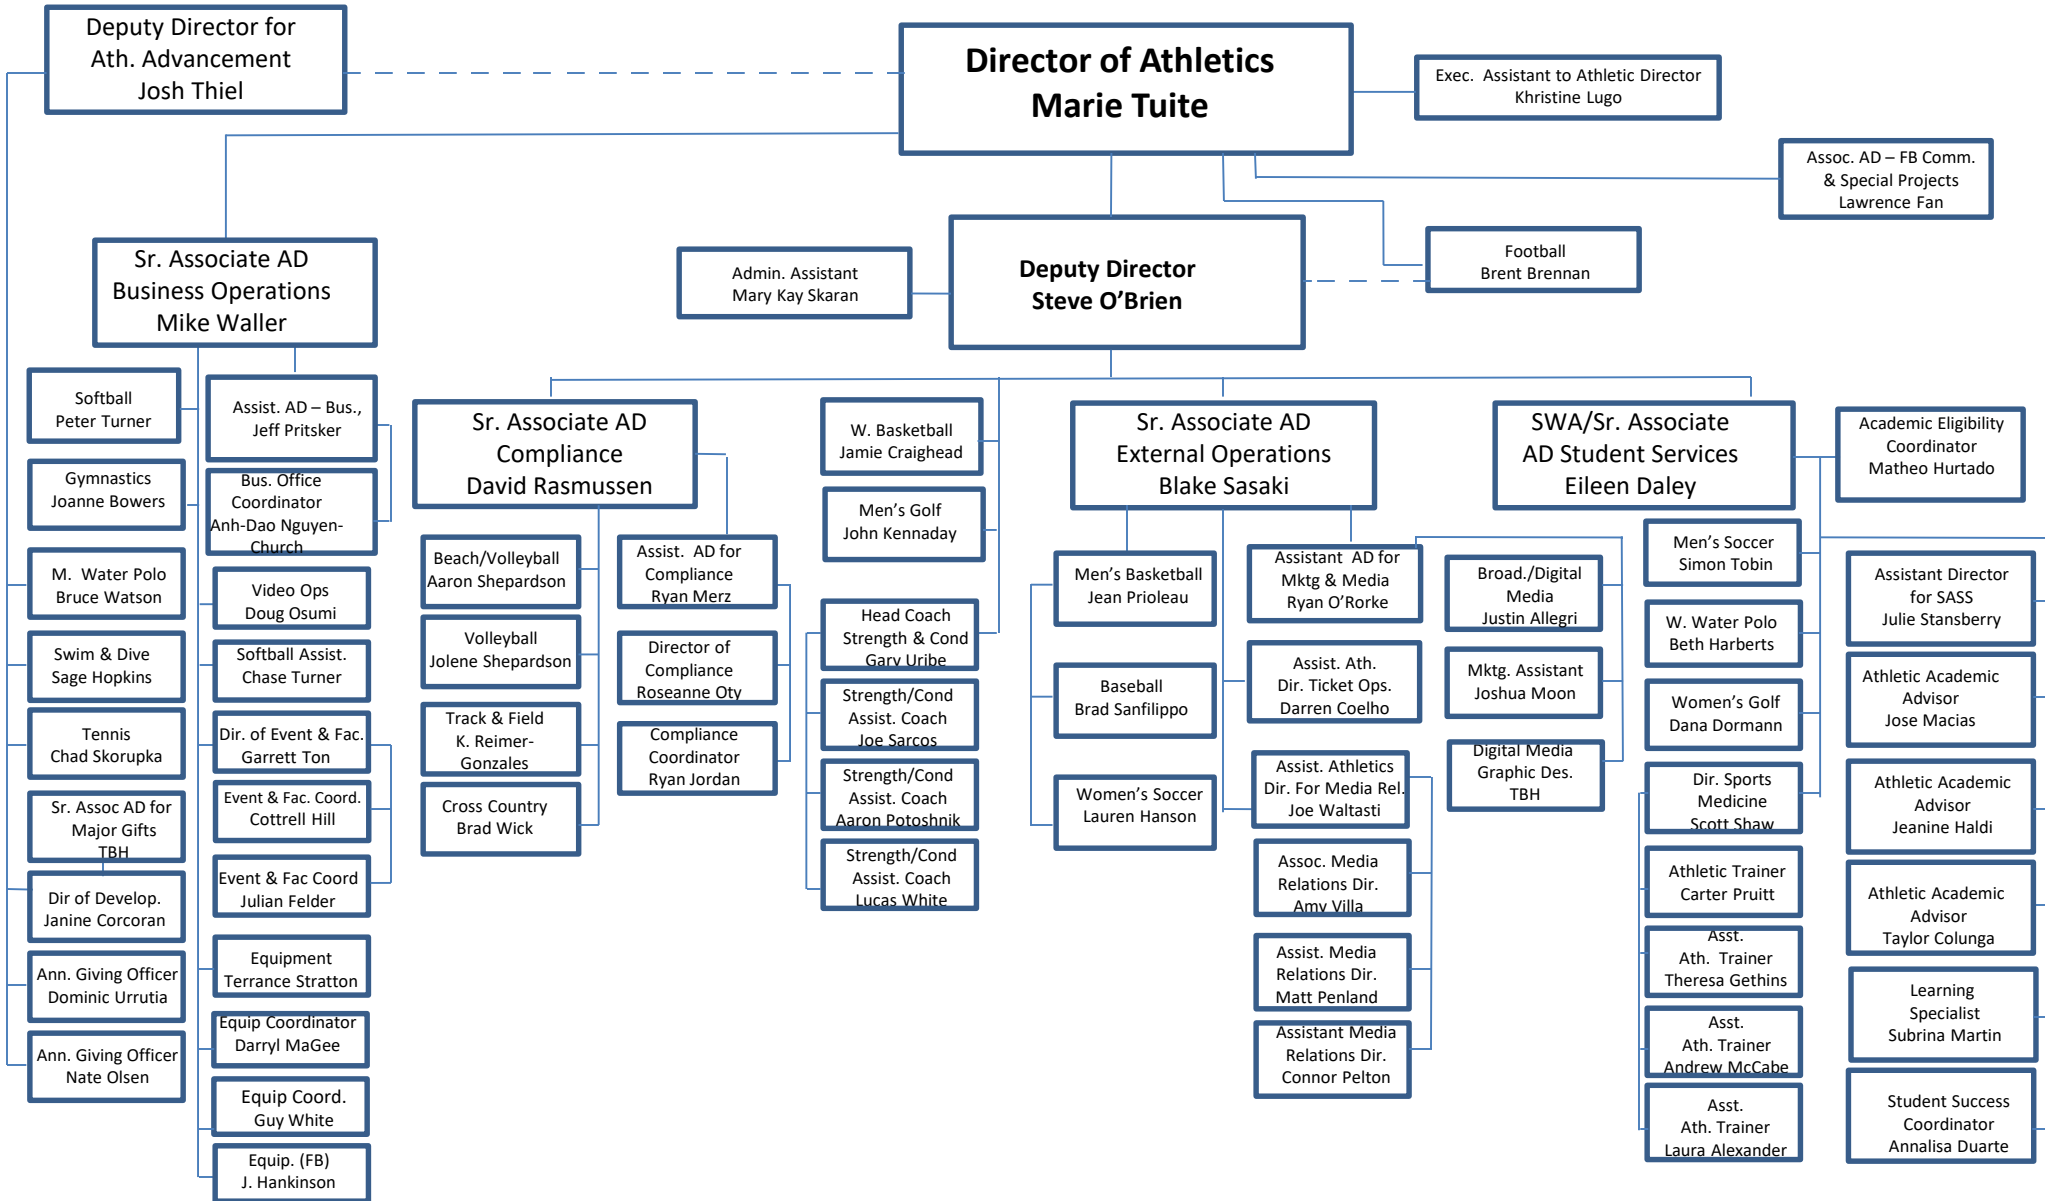 Deputy Director for
Ath. Advancement
Josh Thiel
Director of Athletics
Marie Tuite
Exec.  Assistant to Athletic Director
Khristine Lugo
Assoc. AD – FB Comm.
& Special Projects
Lawrence Fan
Sr. Associate AD
Business Operations
Mike Waller
Admin. Assistant
Mary Kay Skaran
Deputy Director
Steve O’Brien
Football
Brent Brennan
Softball
Peter Turner
Gymnastics
Joanne Bowers
M.  Water Polo
Bruce Watson
Swim & Dive
Sage Hopkins
Tennis
Chad Skorupka
Sr. Assoc AD for
Major Gifts
TBH
Dir of Develop.
Janine Corcoran
Ann. Giving Officer
Dominic Urrutia
Ann. Giving Officer
Nate Olsen
Assist. AD – Bus.,
Jeff Pritsker
Bus. Office
Coordinator
Anh-Dao Nguyen-
Church
Video Ops
Doug Osumi
Softball Assist.
Chase Turner
Dir. of Event & Fac.
Garrett Ton
Event & Fac. Coord.
Cottrell Hill
Event & Fac Coord
Julian Felder
Equipment
Terrance Stratton
Equip Coordinator
Darryl MaGee
Equip Coord.
Guy White
Equip. (FB)
J. Hankinson
Sr. Associate AD
Compliance
David Rasmussen
Beach/Volleyball
Aaron Shepardson
Volleyball
Jolene Shepardson
Track & Field
K. Reimer-
Gonzales
Cross Country
Brad Wick
Assist.  AD for
Compliance
Ryan Merz
Director of
Compliance
Roseanne Oty
Compliance
Coordinator
Ryan Jordan
W. Basketball
Jamie Craighead
Men’s Golf
John Kennaday
Head Coach
Strength & Cond
Gary Uribe
Strength/Cond
Assist. Coach
Joe Sarcos
Strength/Cond
Assist. Coach
Aaron Potoshnik
Strength/Cond
Assist. Coach
Lucas White
Sr. Associate AD
External Operations
Blake Sasaki
Men’s Basketball
Jean Prioleau
Baseball
Brad Sanfilippo
Women’s Soccer
Lauren Hanson
Assistant  AD for
Mktg & Media
Ryan O’Rorke
Assist. Ath.
Dir. Ticket Ops.
Darren Coelho
Assist. Athletics
Dir. For Media Rel.
Joe Waltasti
Assoc. Media
Relations Dir.
Amy Villa
Assist. Media
Relations Dir.
Matt Penland
Assistant Media
Relations Dir.
Connor Pelton
Broad./Digital
Media
Justin Allegri
Mktg. Assistant
Joshua Moon
Digital Media
Graphic Des.
TBH
SWA/Sr. Associate
AD Student Services
Eileen Daley
Men’s Soccer
Simon Tobin
W. Water Polo
Beth Harberts
Women’s Golf
Dana Dormann
Dir. Sports
Medicine
Scott Shaw
Athletic Trainer
Carter Pruitt
Asst.
Ath.  Trainer
Theresa Gethins
Asst.
Ath. Trainer
Andrew McCabe
Asst.
Ath. Trainer
Laura Alexander
Academic Eligibility
Coordinator
Matheo Hurtado
Assistant Director
for SASS
Julie Stansberry
Athletic Academic
Advisor
Jose Macias
Athletic Academic
Advisor
Jeanine Haldi
Athletic Academic
Advisor
Taylor Colunga
Learning
Specialist
Subrina Martin
Student Success
Coordinator
Annalisa Duarte